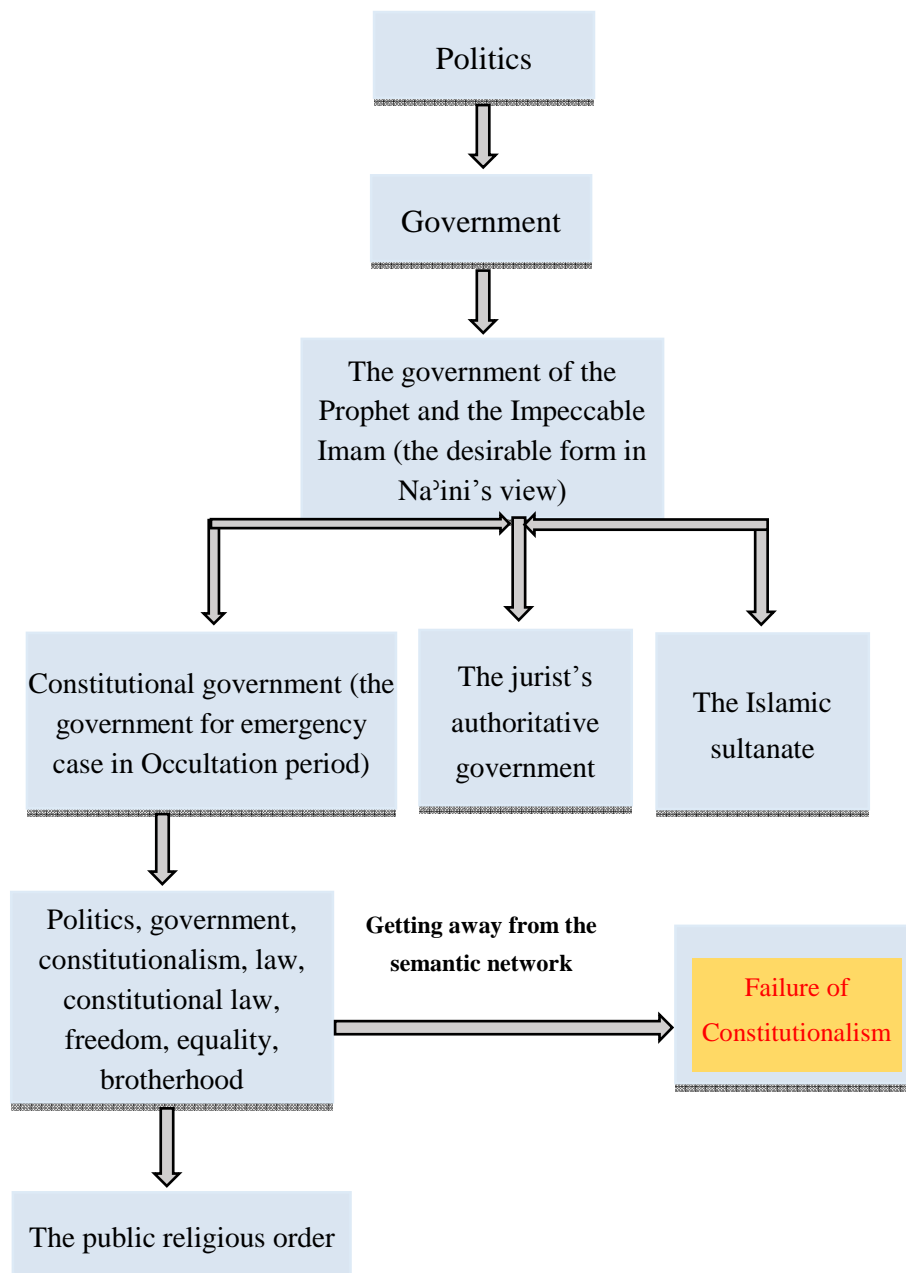 Politics
Government
The government of the
Prophet and the Impeccable
Imam (the desirable form in
Naʾini’s view)
Constitutional government (the
government for emergency
case in Occultation period)
The jurist’s
authoritative
government
The Islamic
sultanate
Politics, government,
constitutionalism, law,
constitutional law,
freedom, equality,
brotherhood
Getting away from the
semantic network
Failure of
Constitutionalism
The public religious order